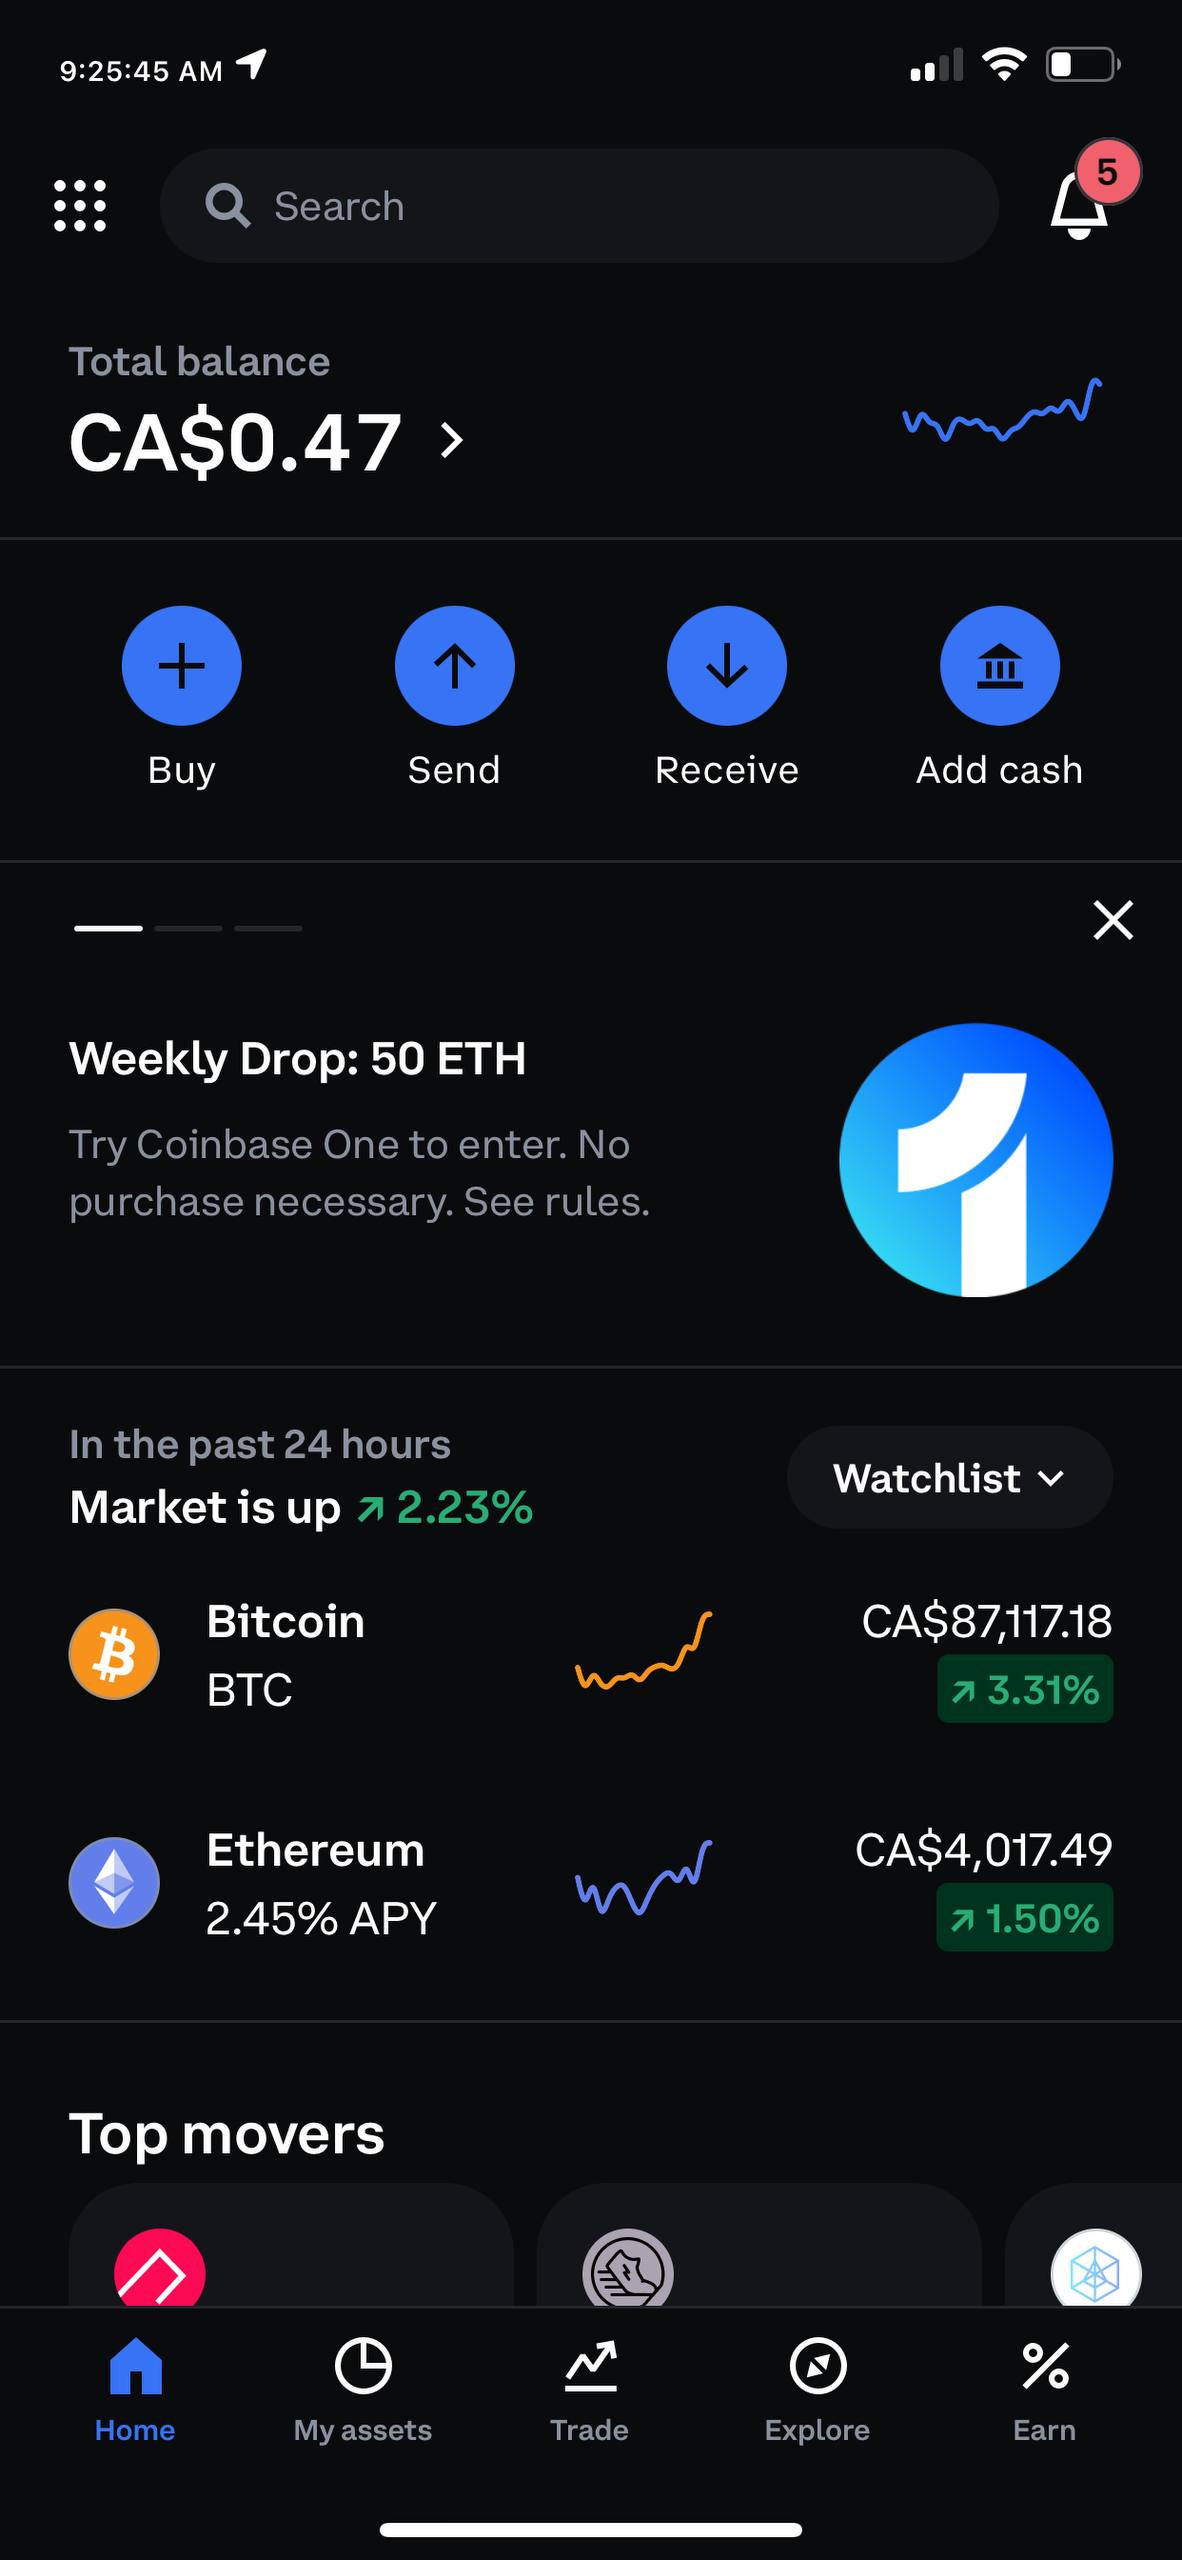 9:25:45 AM
Search
5
Total balance
CA$0.47
Buy
Send
Receive
Add cash
Weekly Drop: 50 ETH
Try Coinbase One to enter. No
purchase necessary. See rules.
In the past 24 hours
Market is up ↗ 2.23%
Watchlist
Bitcoin
CA$87,117.18
BTC
↗ 3.31%
Ethereum
CA$4,017.49
2.45% APY
↗ 1.50%
Top movers
Home
My assets
Trade
Explore
Earn